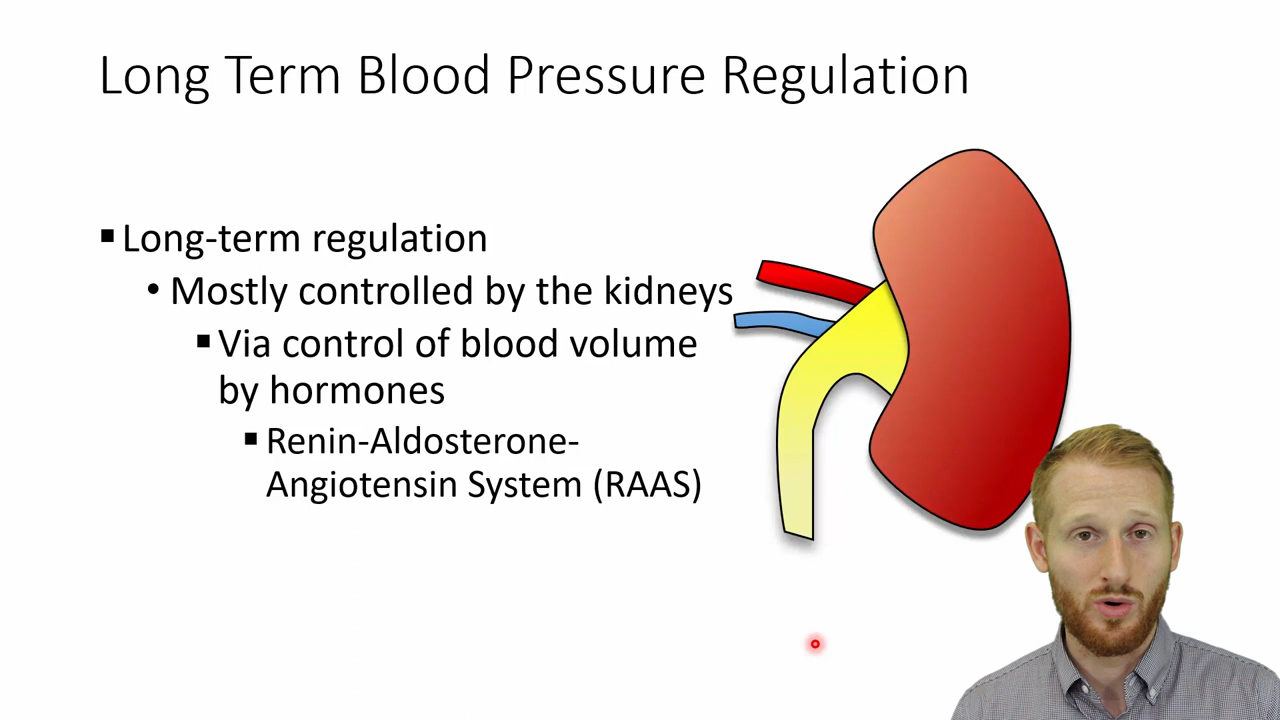 Long Term Blood Pressure Regulation
▪ Long-term regulation
• Mostly controlled by the kidneys
▪ Via control of blood volume
by hormones
▪ Renin-Aldosterone-
Angiotensin System (RAAS)